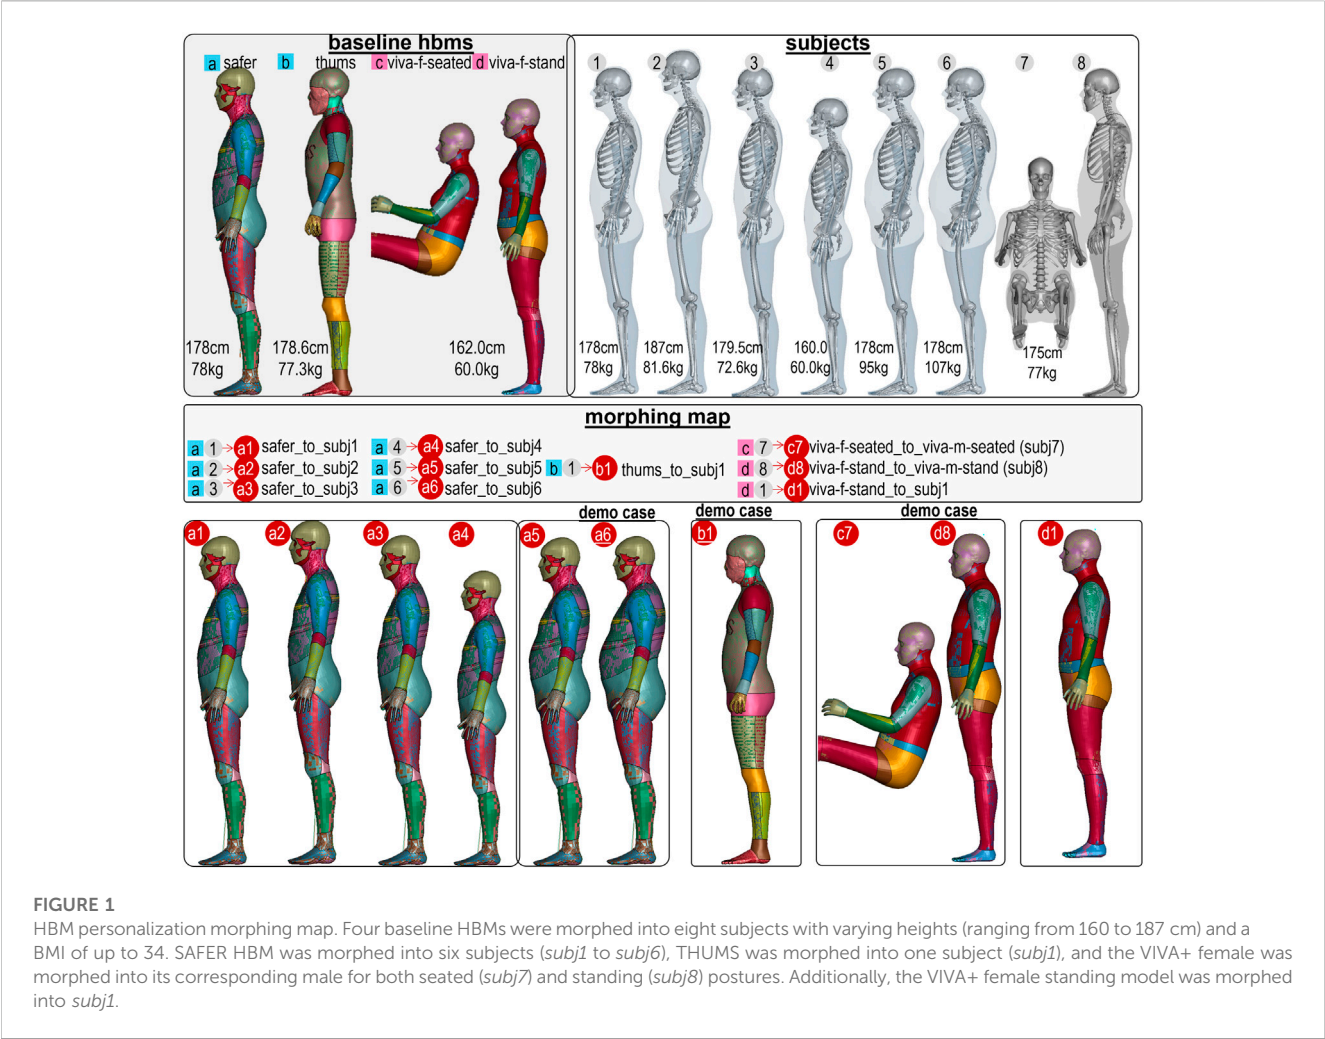 baseline hbms
a safer b thums c viva-f-seated d viva-f-stand
178cm 178.6cm 162.0cm
78kg 77.3kg 60.0kg
subjects
1 2 3 4 5 6 7 8
178cm 187cm 179.5cm 160.0 178cm 178cm 175cm
78kg 81.6kg 72.6kg 60.0kg 95kg 107kg 77kg
morphing map
a 1 → a1 safer_to_subj1
a 2 → a2 safer_to_subj2
a 3 → a3 safer_to_subj3
a 4 → a4 safer_to_subj4
a 5 → a5 safer_to_subj5
a 6 → a6 safer_to_subj6
b 1 → b1 thums_to_subj1
c 7 → c7 viva-f-seated_to_viva-m-seated (subj7)
d 8 → d8 viva-f-stand_to_viva-m-stand (subj8)
d 1 → d1 viva-f-stand_to_subj1
demo case demo case demo case
a1 a2 a3 a4 a5 a6 b1 c7 d8 d1
FIGURE 1
HBM personalization morphing map. Four baseline HBMs were morphed into eight subjects with varying heights (ranging from 160 to 187 cm) and a
BMI of up to 34. SAFER HBM was morphed into six subjects (subj1 to subj6), THUMS was morphed into one subject (subj1), and the VIVA+ female was
morphed into its corresponding male for both seated (subj7) and standing (subj8) postures. Additionally, the VIVA+ female standing model was morphed
into subj1.